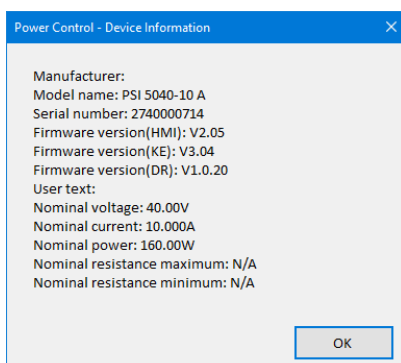 Power Control - Device Information
Manufacturer:
Model name: PSI 5040-10 A
Serial number: 2740000714
Firmware version(HMI): V2.05
Firmware version(KE): V3.04
Firmware version(DR): V1.0.20
User text:
Nominal voltage: 40.00V
Nominal current: 10.000A
Nominal power: 160.00W
Nominal resistance maximum: N/A
Nominal resistance minimum: N/A
OK